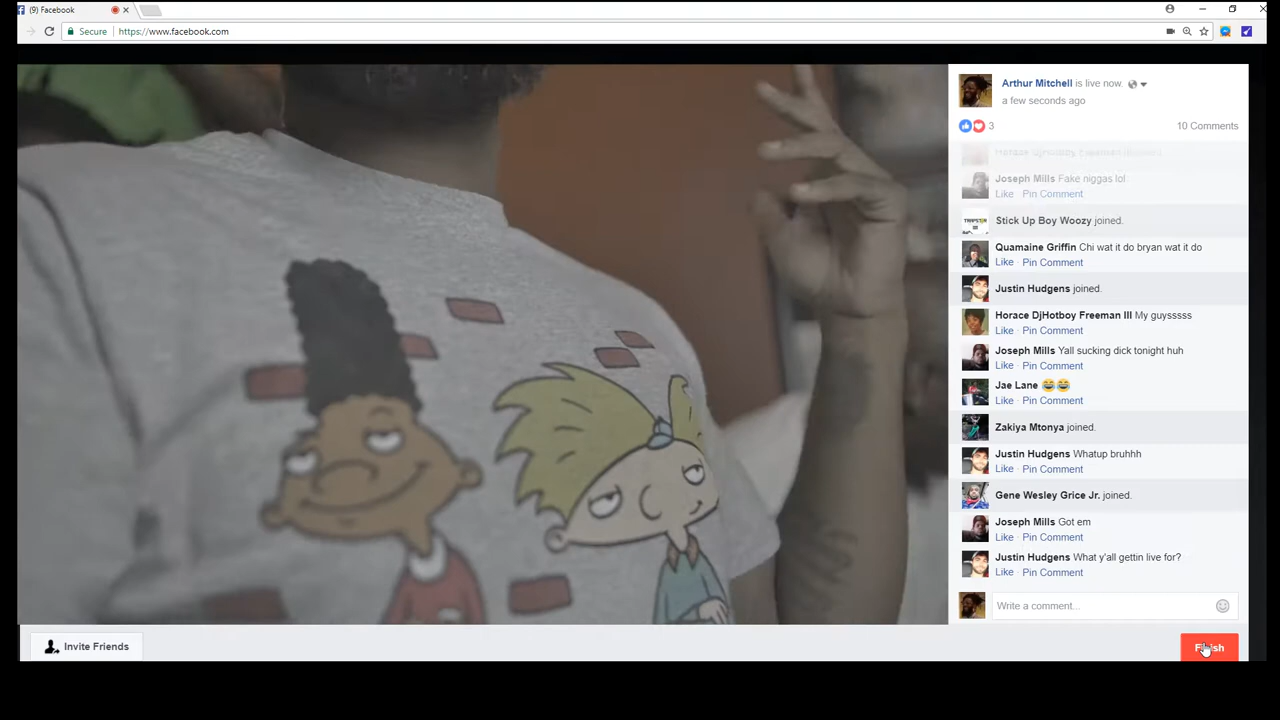 (9) Facebook
Secure https://www.facebook.com
Arthur Mitchell is live now.
a few seconds ago
3
10 Comments
Joseph Mills Fake niggas lol
Like · Pin Comment
Stick Up Boy Woozy joined.
Quamaine Griffin Chi wat it do bryan wat it do
Like · Pin Comment
Justin Hudgens joined.
Horace DjHotboy Freeman III My guysssss
Like · Pin Comment
Joseph Mills Yall sucking dick tonight huh
Like · Pin Comment
Jae Lane 😂😂
Like · Pin Comment
Zakiya Mtonya joined.
Justin Hudgens Whatup bruhhh
Like · Pin Comment
Gene Wesley Grice Jr. joined.
Joseph Mills Got em
Like · Pin Comment
Justin Hudgens What y'all gettin live for?
Like · Pin Comment
Write a comment...
Invite Friends
Finish